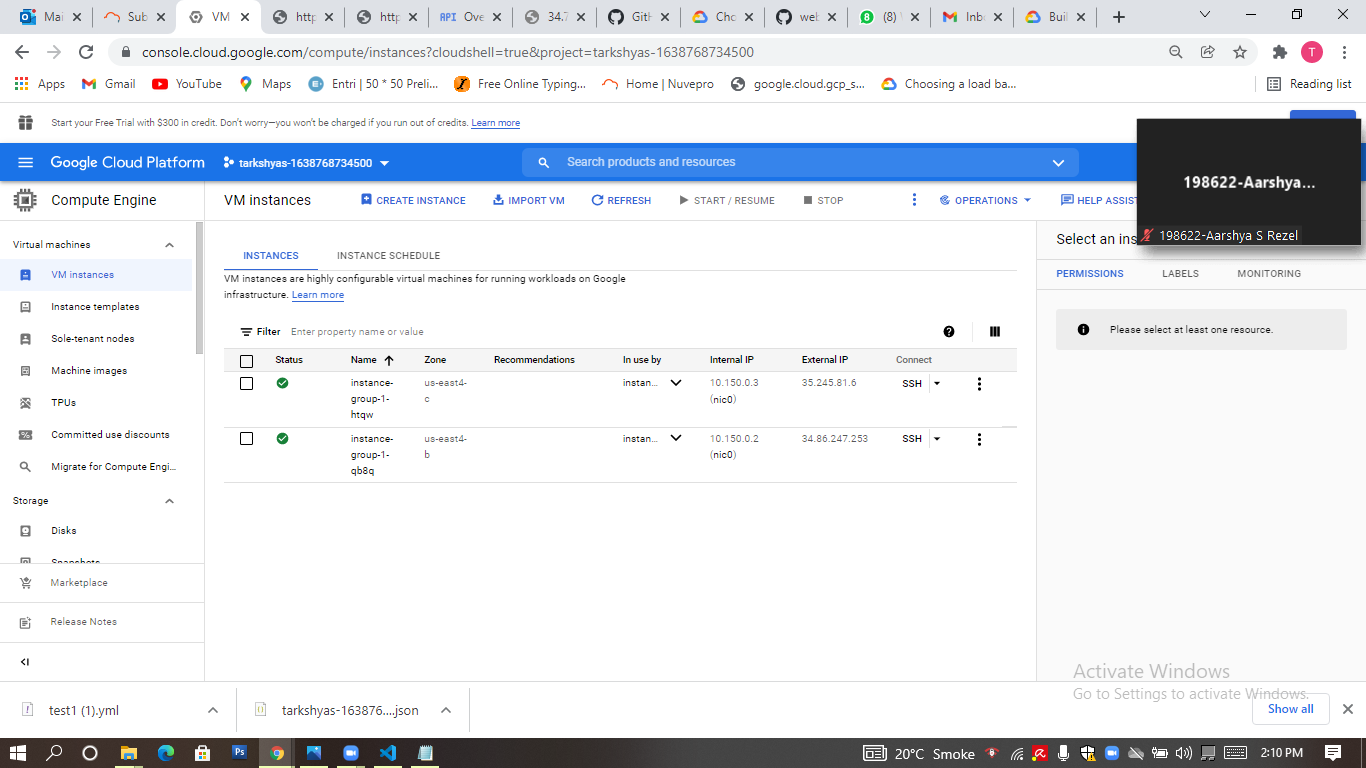 Mai
Sub
VM
http
http
API Ove
34.7
Gith
Cho
web
8 (8)
Inb
Buil
console.cloud.google.com/compute/instances?cloudshell=true&project=tarkshyas-1638768734500
T
Apps
Gmail
YouTube
Maps
Entri | 50 * 50 Preli...
Free Online Typing...
Home | Nuvepro
google.cloud.gcp_s...
Choosing a load ba...
Reading list
Start your Free Trial with $300 in credit. Don't worry—you won't be charged if you run out of credits. Learn more
Google Cloud Platform
tarkshyas-1638768734500
Search products and resources
198622-Aarshya...
198622-Aarshya S Rezel
Compute Engine
VM instances
CREATE INSTANCE
IMPORT VM
REFRESH
START / RESUME
STOP
OPERATIONS
HELP ASSIST
Virtual machines
VM instances
Instance templates
Sole-tenant nodes
Machine images
TPUs
Committed use discounts
Migrate for Compute Engi...
Storage
Disks
Snapshots
Marketplace
Release Notes
INSTANCES
INSTANCE SCHEDULE
VM instances are highly configurable virtual machines for running workloads on Google
infrastructure. Learn more
Filter Enter property name or value
Status Name Zone Recommendations In use by Internal IP External IP Connect
instance- us-east4- instan... 10.150.0.3 35.245.81.6 SSH
group-1- c (nic0)
htqw
instance- us-east4- instan... 10.150.0.2 34.86.247.253 SSH
group-1- b (nic0)
qb8q
Select an ins
PERMISSIONS
LABELS
MONITORING
Please select at least one resource.
Activate Windows
Go to Settings to activate Windows.
test1 (1).yml
tarkshyas-163876....json
Show all
Ps
20°C Smoke
2:10 PM